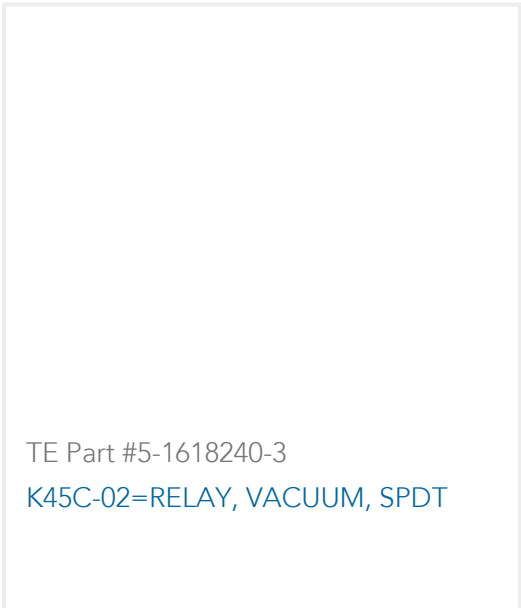 TE Part #5-1618240-3
K45C-02=RELAY, VACUUM, SPDT